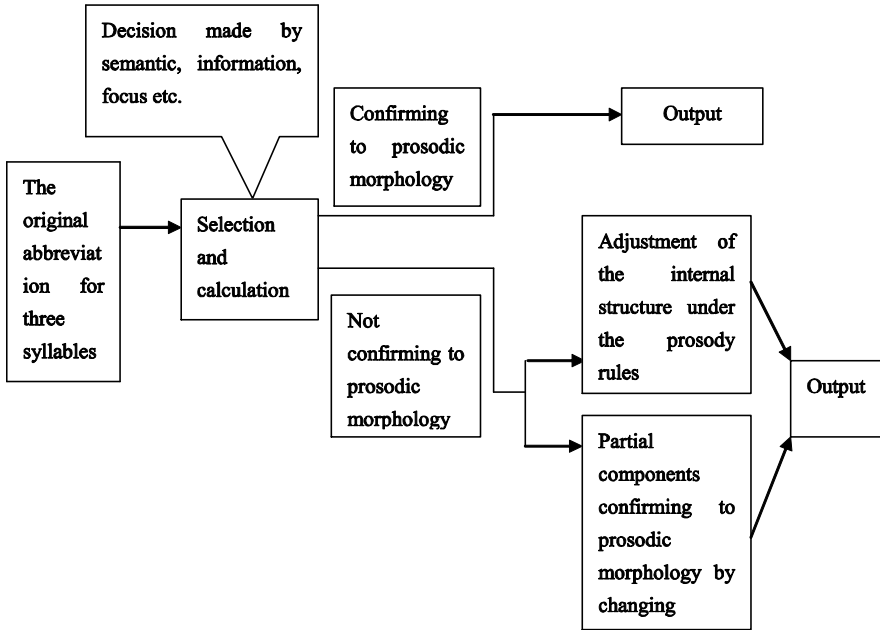 Decision made by
semantic, information,
focus etc.
Confirming
to prosodic
morphology
Output
The
original
abbreviat
ion for
three
syllables
Selection
and
calculation
Adjustment of
the internal
structure under
the prosody
rules
Not
confirming to
prosodic
morphology
Output
Partial
components
confirming to
prosodic
morphology by
changing